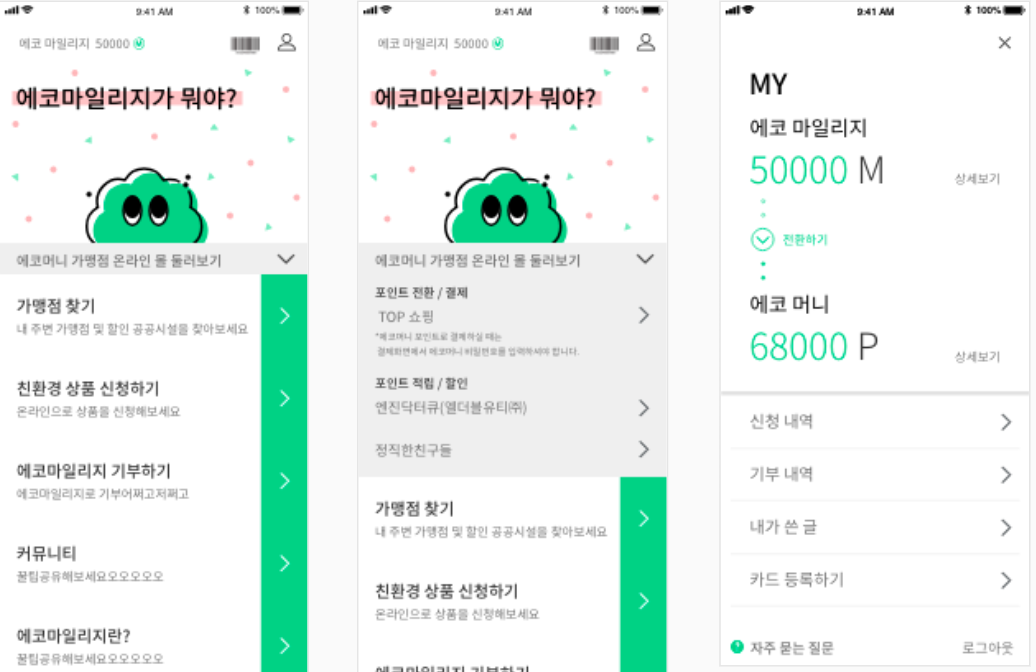 9:41 AM
100%
에코 마일리지 50000 M
에코마일리지가 뭐야?
에코머니 가맹점 온라인 몰 둘러보기
가맹점 찾기
내 주변 가맹점 및 할인 공공시설을 찾아보세요
친환경 상품 신청하기
온라인으로 상품을 신청해보세요
에코마일리지 기부하기
에코마일리지로 기부어쩌고저쩌고
커뮤니티
꿀팁공유해보세요오오오오오
에코마일리지란?
꿀팁공유해보세요오오오오오
9:41 AM
100%
에코 마일리지 50000 M
에코마일리지가 뭐야?
에코머니 가맹점 온라인 몰 둘러보기
포인트 전환 / 결제
TOP 쇼핑
*에코머니 포인트로 결제하실 때는
결제화면에서 에코머니 비밀번호를 입력하셔야 합니다.
포인트 적립 / 할인
엔진닥터큐(엘더블유티㈜)
정직한친구들
가맹점 찾기
내 주변 가맹점 및 할인 공공시설을 찾아보세요
친환경 상품 신청하기
온라인으로 상품을 신청해보세요
에코마일리지 기부하기
9:41 AM
100%
MY
에코 마일리지
50000 M
상세보기
전환하기
에코 머니
68000 P
상세보기
신청 내역
기부 내역
내가 쓴 글
카드 등록하기
? 자주 묻는 질문
로그아웃